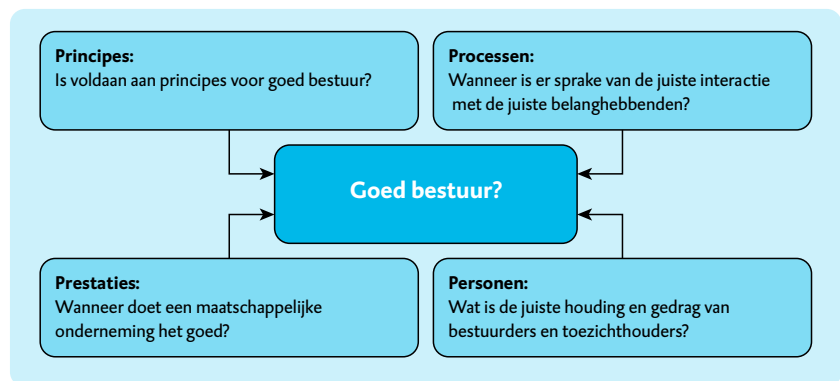 Principes:
Is voldaan aan principes voor goed bestuur?
Processen:
Wanneer is er sprake van de juiste interactie
met de juiste belanghebbenden?
Goed bestuur?
Prestaties:
Wanneer doet een maatschappelijke
onderneming het goed?
Personen:
Wat is de juiste houding en gedrag van
bestuurders en toezichthouders?